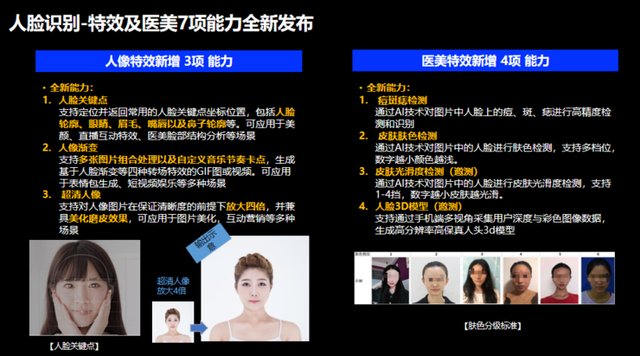 人脸识别-特效及医美7项能力全新发布
人像特效新增 3项 能力
• 全新能力：
1. 人脸关键点
支持定位并返回常用的人脸关键点坐标位置，包括人脸
轮廓、眼睛、眉毛、嘴唇以及鼻子轮廓等。可应用于美
颜、直播互动特效、医美脸部结构分析等场景
2. 人像渐变
支持多张图片组合处理以及自定义音乐节奏卡点，生成
基于人脸渐变等四种转场特效的GIF图或视频。可应用
于表情包生成、短视频娱乐等多种场景
3. 超清人像
支持对人像图片在保证清晰度的前提下放大四倍，并兼
具美化磨皮效果，可应用于图片美化，互动营销等多种
场景
输出示
意
超清人像
放大4倍
【人脸关键点】
医美特效新增 4项 能力
• 全新能力：
1. 痘斑痣检测
通过AI技术对图片中人脸上的痘、斑、痣进行高精度检
测和识别
2. 皮肤肤色检测
通过AI技术对图片中的人脸进行肤色检测，支持多档位，
数字越小颜色越浅。
3. 皮肤光滑度检测（邀测）
通过AI技术对图片中的人脸进行皮肤光滑度检测，支持
1-4挡，数字越小皮肤越光滑。
4. 人脸3D模型（邀测）
支持通过手机端多视角采集用户深度与彩色图像数据，
生成高分辨率高保真人头3d模型
1 2 3 4 5 6
【肤色分级标准】